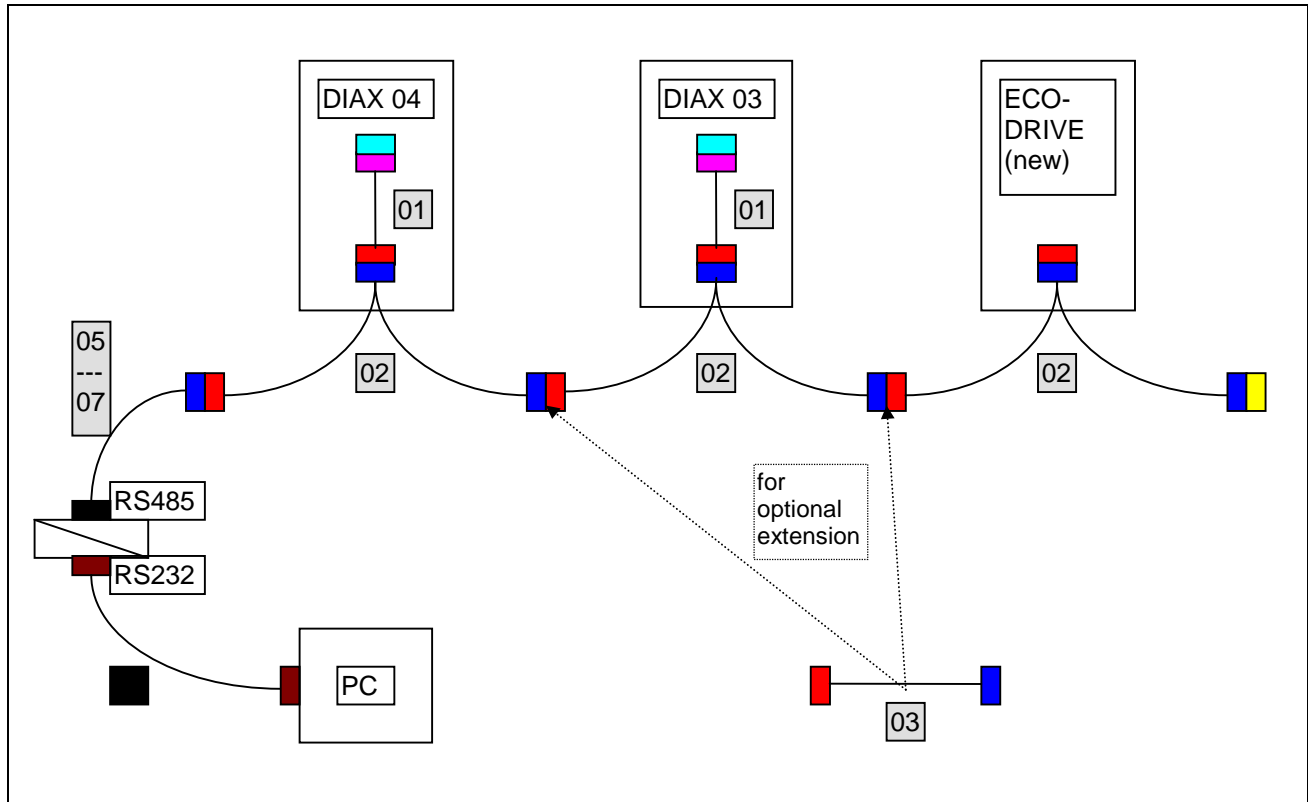 DIAX 04
DIAX 03
ECO-
DRIVE
(new)
01
01
05
---
07
02
02
02
RS485
for
optional
extension
RS232
PC
03